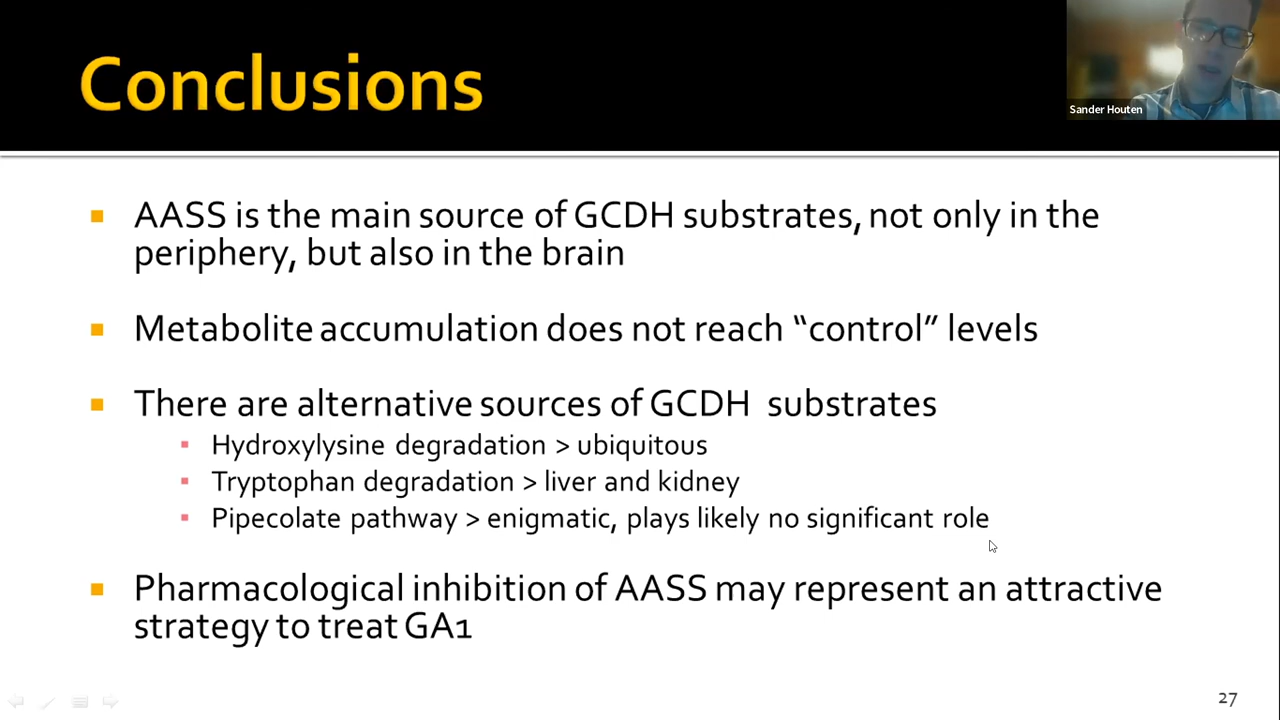 Conclusions
Sander Houten
▪ AASS is the main source of GCDH substrates, not only in the
periphery, but also in the brain
▪ Metabolite accumulation does not reach “control” levels
▪ There are alternative sources of GCDH substrates
▪ Hydroxylysine degradation > ubiquitous
▪ Tryptophan degradation > liver and kidney
▪ Pipecolate pathway > enigmatic, plays likely no significant role
▪ Pharmacological inhibition of AASS may represent an attractive
strategy to treat GA1
27